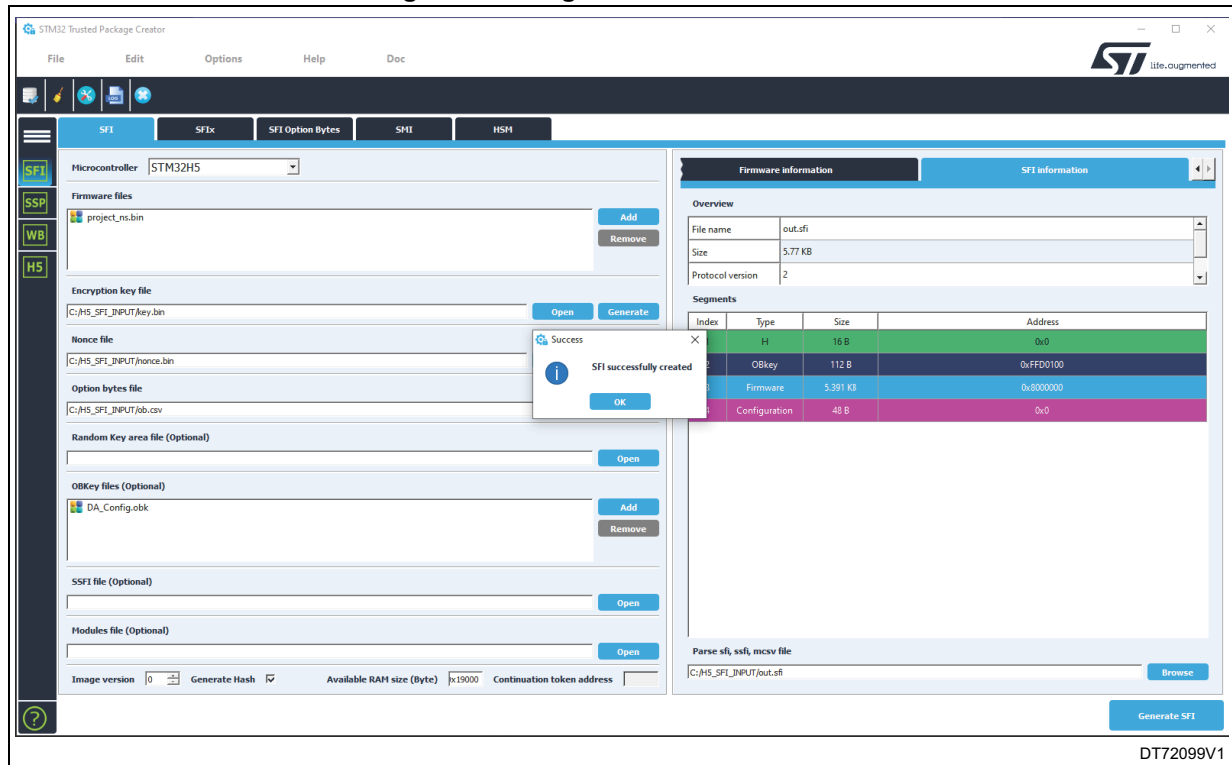 STM32 Trusted Package Creator
File Edit Options Help Doc
life.augmented
LOG
SFI SFIx SFI Option Bytes SMI HSM
SFI
SSP
WB
H5
Microcontroller STM32H5
Firmware files
project_ns.bin
Add
Remove
Encryption key file
C:/H5_SFI_INPUT/key.bin Open Generate
Nonce file
C:/H5_SFI_INPUT/nonce.bin
Option bytes file
C:/H5_SFI_INPUT/ob.csv
Random Key area file (Optional)
Open
OBKey files (Optional)
DA_Config.obk
Add
Remove
SSFI file (Optional)
Open
Modules file (Optional)
Open
Image version 0 Generate Hash Available RAM size (Byte) x19000 Continuation token address
Success
SFI successfully created
OK
Firmware information SFI information
Overview
File name out.sfi
Size 5.77 KB
Protocol version 2
Segments
Index Type Size Address
H 16 B 0x0
2 OBkey 112 B 0xFFD0100
3 Firmware 5.391 KB 0x8000000
4 Configuration 48 B 0x0
Parse sfi, ssfi, mcsv file
C:/H5_SFI_INPUT/out.sfi Browse
Generate SFI
DT72099V1